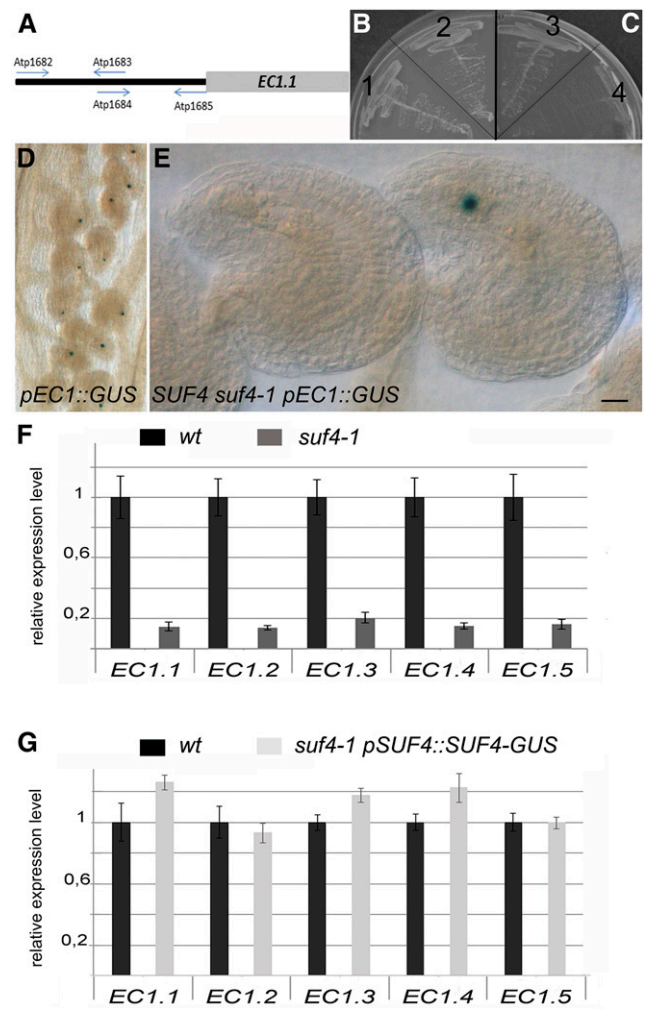 A
B
C
Atp1682
Atp1683
EC1.1
Atp1684
Atp1685
1
2
3
4
D
E
pEC1::GUS
SUF4 suf4-1 pEC1::GUS
F
wt
suf4-1
relative expression level
1
0,6
0,2
EC1.1
EC1.2
EC1.3
EC1.4
EC1.5
G
wt
suf4-1 pSUF4::SUF4-GUS
relative expression level
1
0,6
0,2
EC1.1
EC1.2
EC1.3
EC1.4
EC1.5